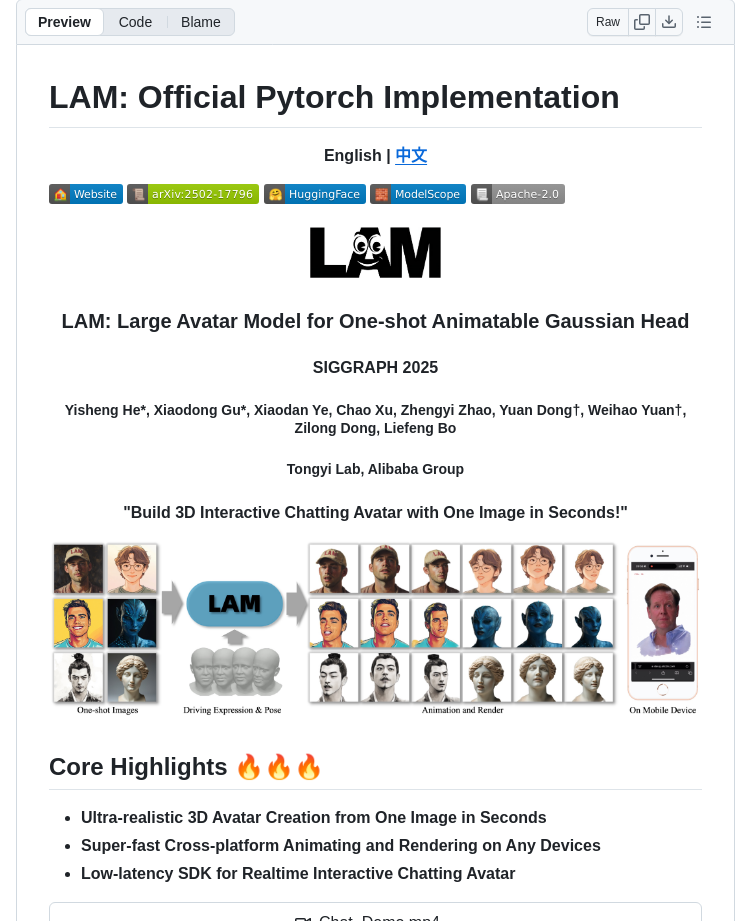 Preview Code Blame Raw
LAM: Official Pytorch Implementation
English | 中文
Website arXiv:2502-17796 HuggingFace ModelScope Apache-2.0
LAM
LAM: Large Avatar Model for One-shot Animatable Gaussian Head
SIGGRAPH 2025
Yisheng He*, Xiaodong Gu*, Xiaodan Ye, Chao Xu, Zhengyi Zhao, Yuan Dong†, Weihao Yuan†,
Zilong Dong, Liefeng Bo
Tongyi Lab, Alibaba Group
"Build 3D Interactive Chatting Avatar with One Image in Seconds!"
LAM
One-shot Images Driving Expression & Pose Animation and Render On Mobile Device
Core Highlights 🔥🔥🔥
• Ultra-realistic 3D Avatar Creation from One Image in Seconds
• Super-fast Cross-platform Animating and Rendering on Any Devices
• Low-latency SDK for Realtime Interactive Chatting Avatar
Chat_Demo.mp4